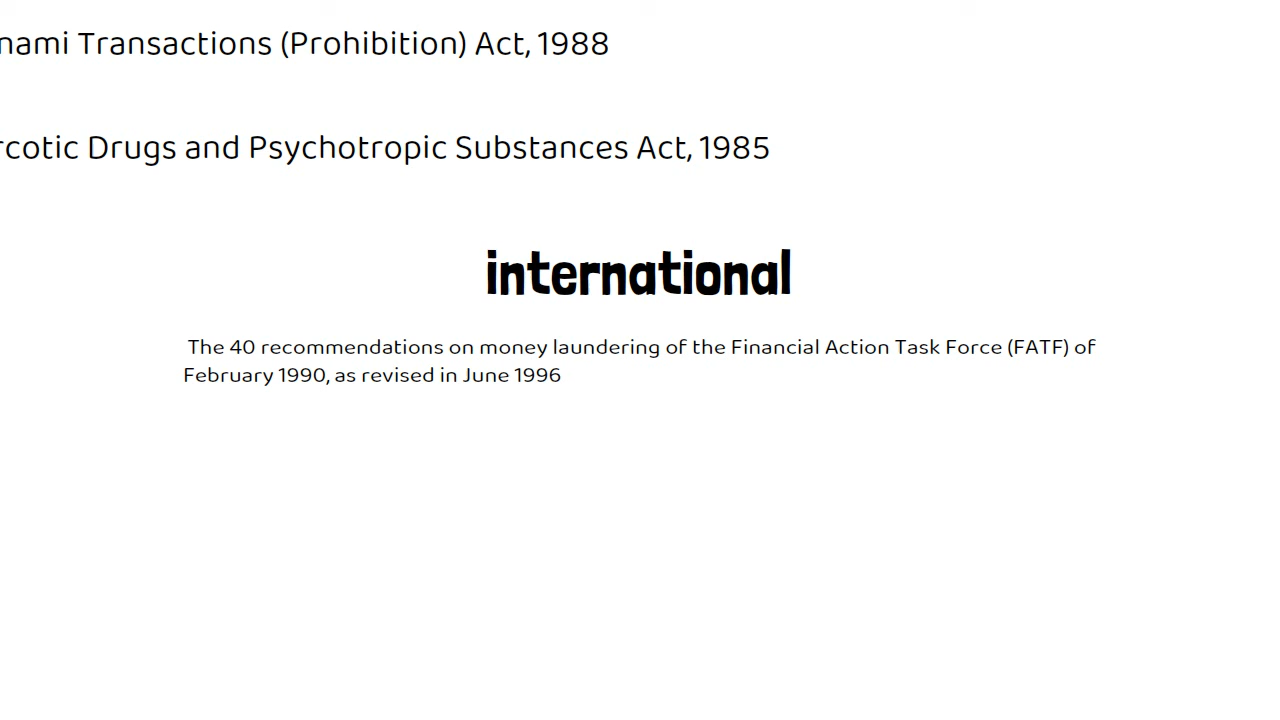 nami Transactions (Prohibition) Act, 1988
rcotic Drugs and Psychotropic Substances Act, 1985
international
The 40 recommendations on money laundering of the Financial Action Task Force (FATF) of
February 1990, as revised in June 1996